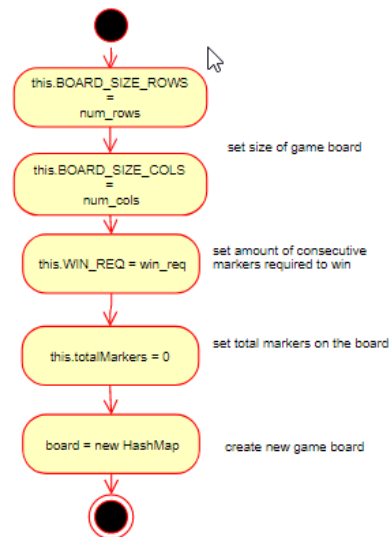 this.BOARD_SIZE_ROWS
=
num_rows
set size of game board
this.BOARD_SIZE_COLS
=
num_cols
this.WIN_REQ = win_req
set amount of consecutive
markers required to win
this.totalMarkers = 0
set total markers on the board
board = new HashMap
create new game board